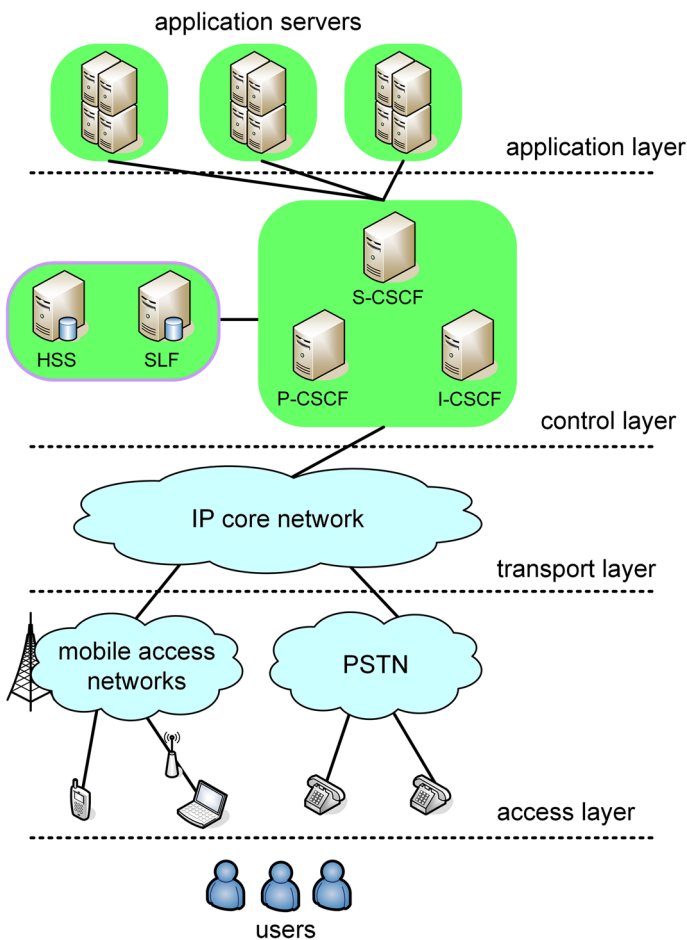 application servers
application layer
S-CSCF
HSS
SLF
P-CSCF
I-CSCF
control layer
IP core network
transport layer
mobile access
networks
PSTN
access layer
users